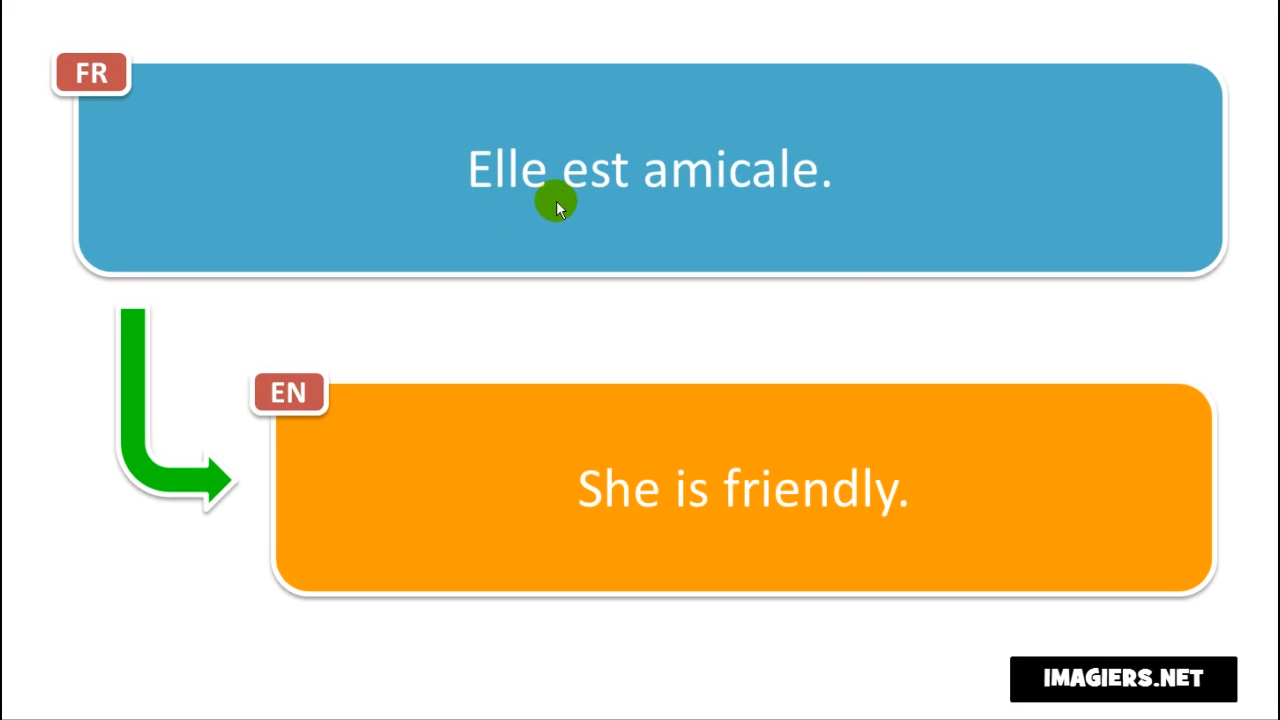 FR
Elle est amicale.
EN
She is friendly.
IMAGIERS.NET